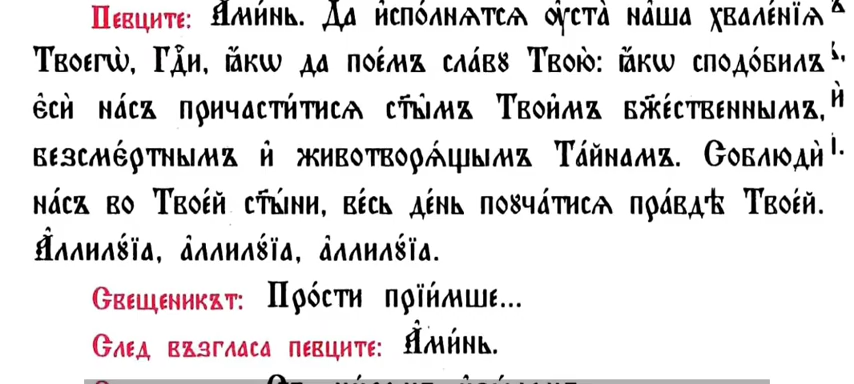 Певците: А҆ми́нь. Да и҆спо́лнѧтсѧ ᲂу҆ста̀ на́ша хвале́нїѧ
Твоегѡ̀, Гдⷭ҇и, ꙗ҆́кѡ да пое́мъ сла́вꙋ Твою̀: ꙗ҆́кѡ сподо́билъ
є҆сѝ на́съ причасти́тисѧ ст҃ы̑мъ Твои̑мъ бж҃е́ственнымъ,
безсме́ртнымъ и҆ животворѧ́щымъ Та́йнамъ. Соблюдѝ
на́съ во Твое́й ст҃ы́ни, ве́сь де́нь поꙋча́тисѧ пра́вдѣ Твое́й.
А҆ллилꙋ́їа, а҆ллилꙋ́їа, а҆ллилꙋ́їа.
Свещеникът: Про́сти прїи́мше...
След възгласа певците: А҆ми́нь.